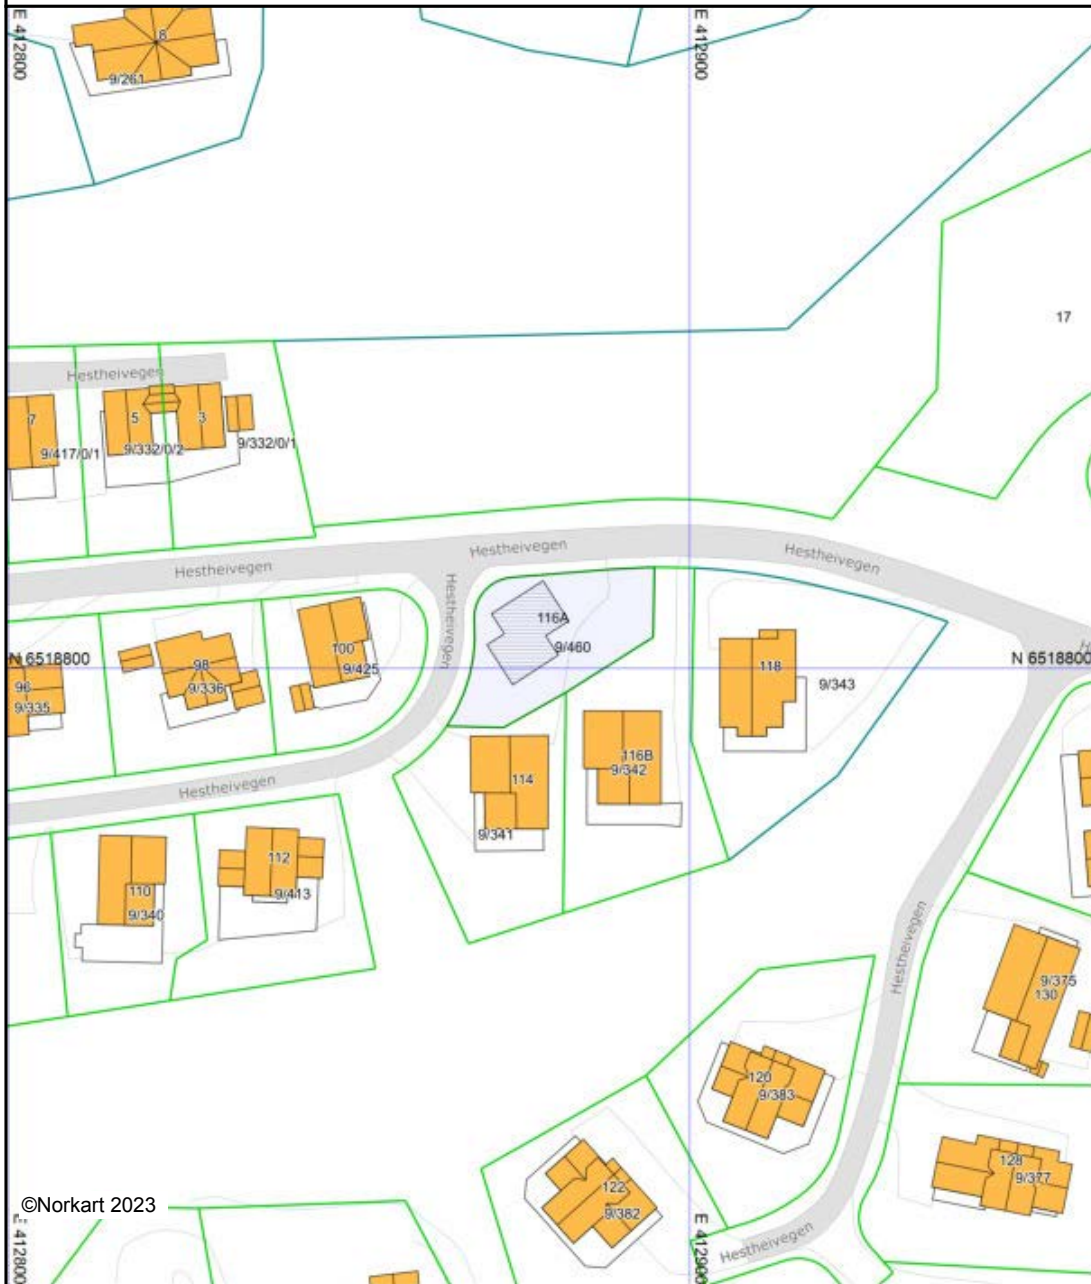 E 412800
E 412900
8
9/261
17
Hestheivegen
7
5
3
9/417/0/1
9/332/0/2
9/332/0/1
Hestheivegen
Hestheivegen
Hestheivegen
Hestheivegen
116A
9/460
100
9/425
98
9/336
N 6518800
N 6518800
96
9/335
118
9/343
116B
9/342
114
9/341
Hestheivegen
112
9/413
110
9/340
Hestheivegen
9/375
130
120
9/383
128
9/377
122
9/382
©Norkart 2023
E 412800
E 412900
Hestheivegen